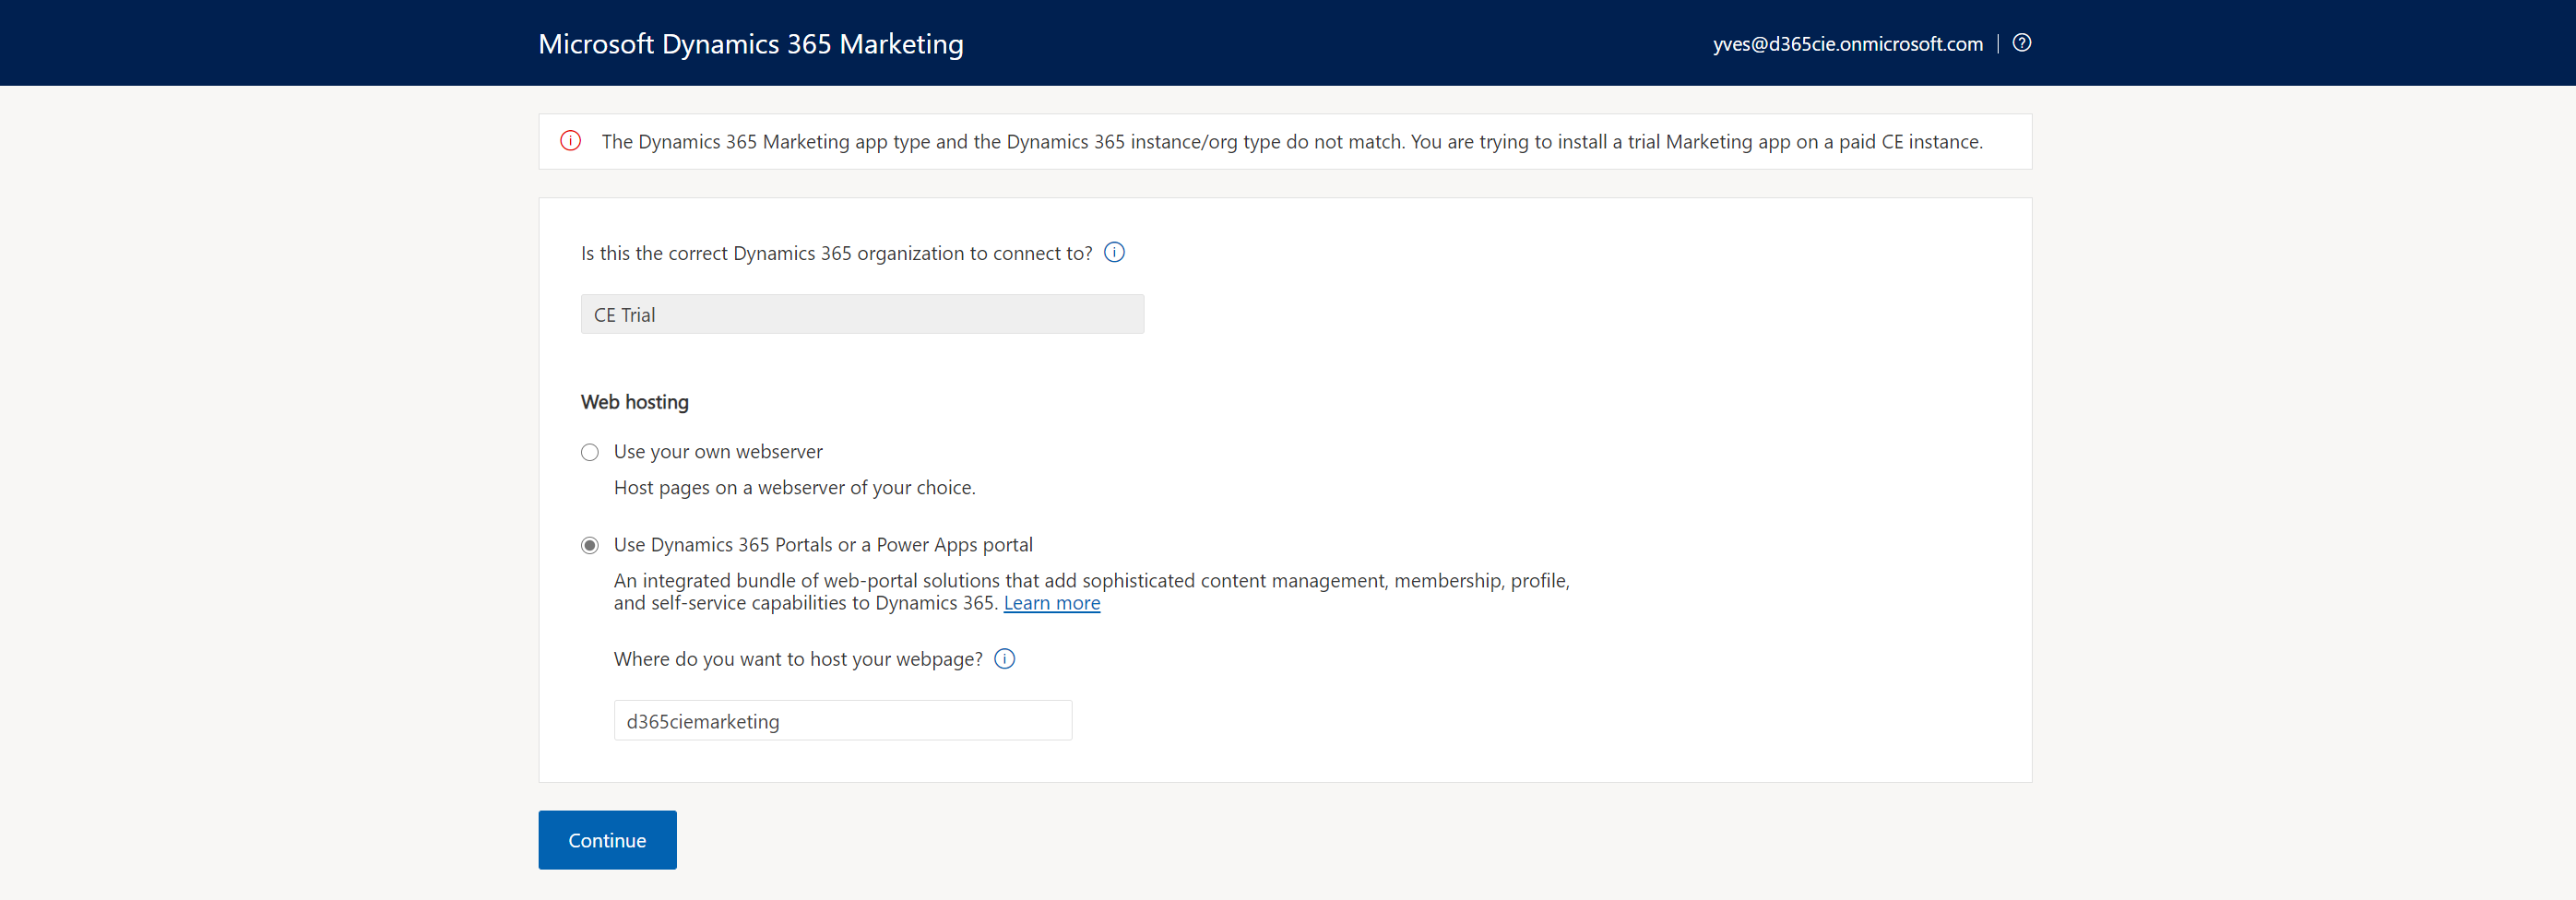 Microsoft Dynamics 365 Marketing
yves@d365cie.onmicrosoft.com
The Dynamics 365 Marketing app type and the Dynamics 365 instance/org type do not match. You are trying to install a trial Marketing app on a paid CE instance.
Is this the correct Dynamics 365 organization to connect to?
CE Trial
Web hosting
Use your own webserver
Host pages on a webserver of your choice.
Use Dynamics 365 Portals or a Power Apps portal
An integrated bundle of web-portal solutions that add sophisticated content management, membership, profile,
and self-service capabilities to Dynamics 365. Learn more
Where do you want to host your webpage?
d365ciemarketing
Continue